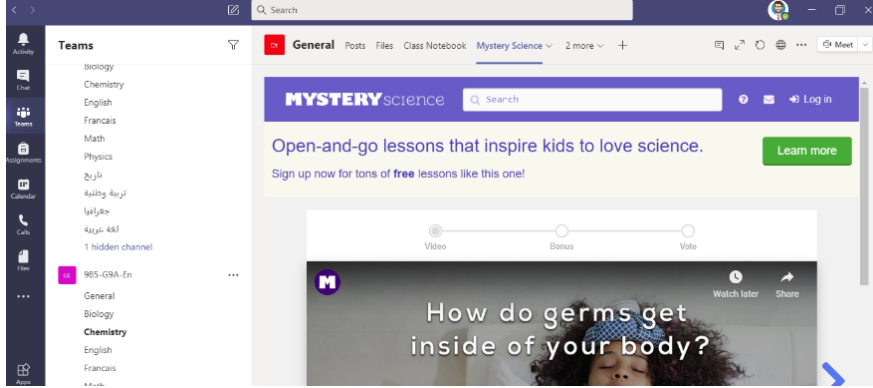 Search
Activity
Chat
Teams
Assignments
Calendar
Calls
Files
Apps
Teams
Biology
Chemistry
English
Francais
Math
Physics
تاريخ
تربية وطنية
جغرافيا
لغة عربية
1 hidden channel
GE 985-G9A-En
General
Biology
Chemistry
English
Francais
Math
Dt General Posts Files Class Notebook Mystery Science 2 more + Meet
MYSTERY science Search Log in
Open-and-go lessons that inspire kids to love science.
Learn more
Sign up now for tons of free lessons like this one!
Video Bonus Vote
M
Watch later Share
How do germs get
inside of your body?